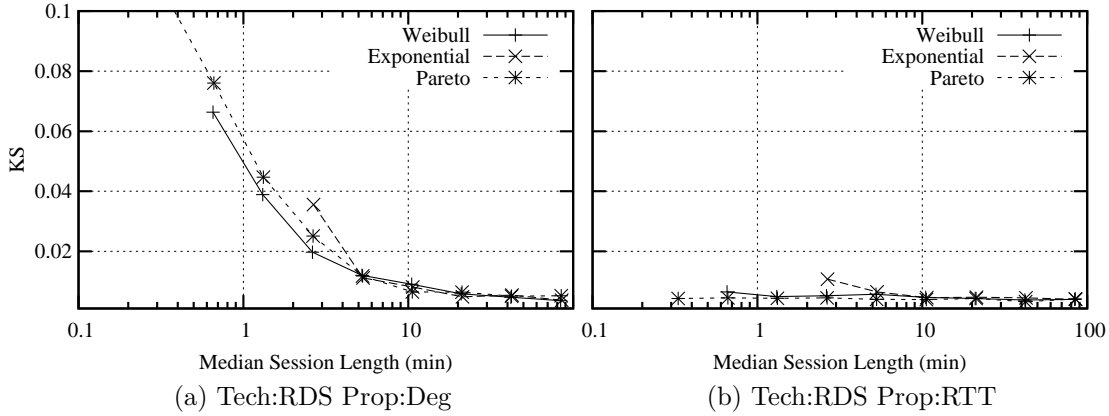 KS
0.1
0.08
0.06
0.04
0.02
0.1
1
10
Median Session Length (min)
Weibull
Exponential
Pareto
(a) Tech:RDS Prop:Deg
Weibull
Exponential
Pareto
0.1
1
10
100
Median Session Length (min)
(b) Tech:RDS Prop:RTT